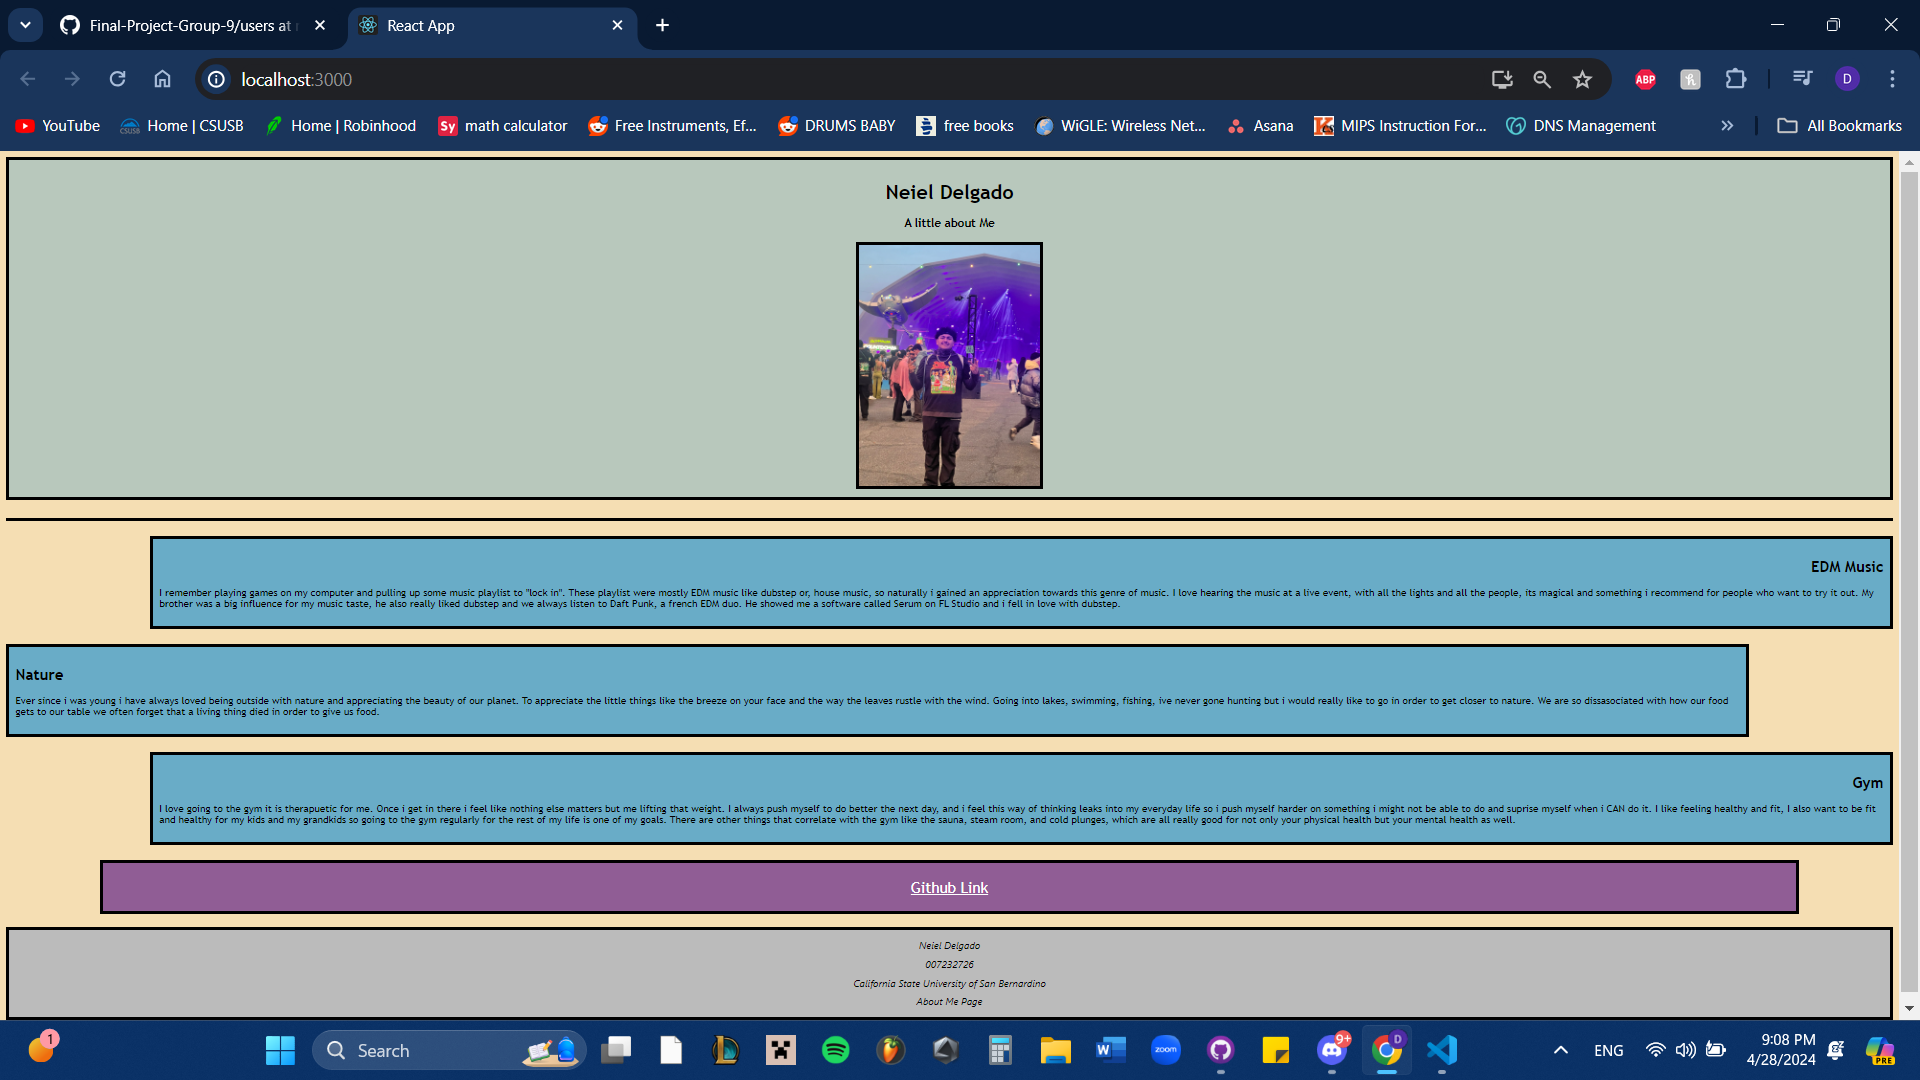 Final-Project-Group-9/users at
React App
localhost:3000
ABP
D
YouTube
Home | CSUSB
Home | Robinhood
Sy
math calculator
Free Instruments, Ef...
DRUMS BABY
free books
WiGLE: Wireless Net...
Asana
MIPS Instruction For...
DNS Management
All Bookmarks
Neiel Delgado
A little about Me
EDM Music
I remember playing games on my computer and pulling up some music playlist to "lock in". These playlist were mostly EDM music like dubstep or, house music, so naturally i gained an appreciation towards this genre of music. I love hearing the music at a live event, with all the lights and all the people, its magical and something i recommend for people who want to try it out. My
brother was a big influence for my music taste, he also really liked dubstep and we always listen to Daft Punk, a french EDM duo. He showed me a software called Serum on FL Studio and i fell in love with dubstep.
Nature
Ever since i was young i have always loved being outside with nature and appreciating the beauty of our planet. To appreciate the little things like the breeze on your face and the way the leaves rustle with the wind. Going into lakes, swimming, fishing, ive never gone hunting but i would really like to go in order to get closer to nature. We are so dissasociated with how our food
gets to our table we often forget that a living thing died in order to give us food.
Gym
I love going to the gym it is therapuetic for me. Once i get in there i feel like nothing else matters but me lifting that weight. I always push myself to do better the next day, and i feel this way of thinking leaks into my everyday life so i push myself harder on something i might not be able to do and suprise myself when i CAN do it. I like feeling healthy and fit, I also want to be fit
and healthy for my kids and my grandkids so going to the gym regularly for the rest of my life is one of my goals. There are other things that correlate with the gym like the sauna, steam room, and cold plunges, which are all really good for not only your physical health but your mental health as well.
Github Link
Neiel Delgado
007232726
California State University of San Bernardino
About Me Page
1
Search
W
zoom
9+
D
ENG
9:08 PM
4/28/2024
PRE